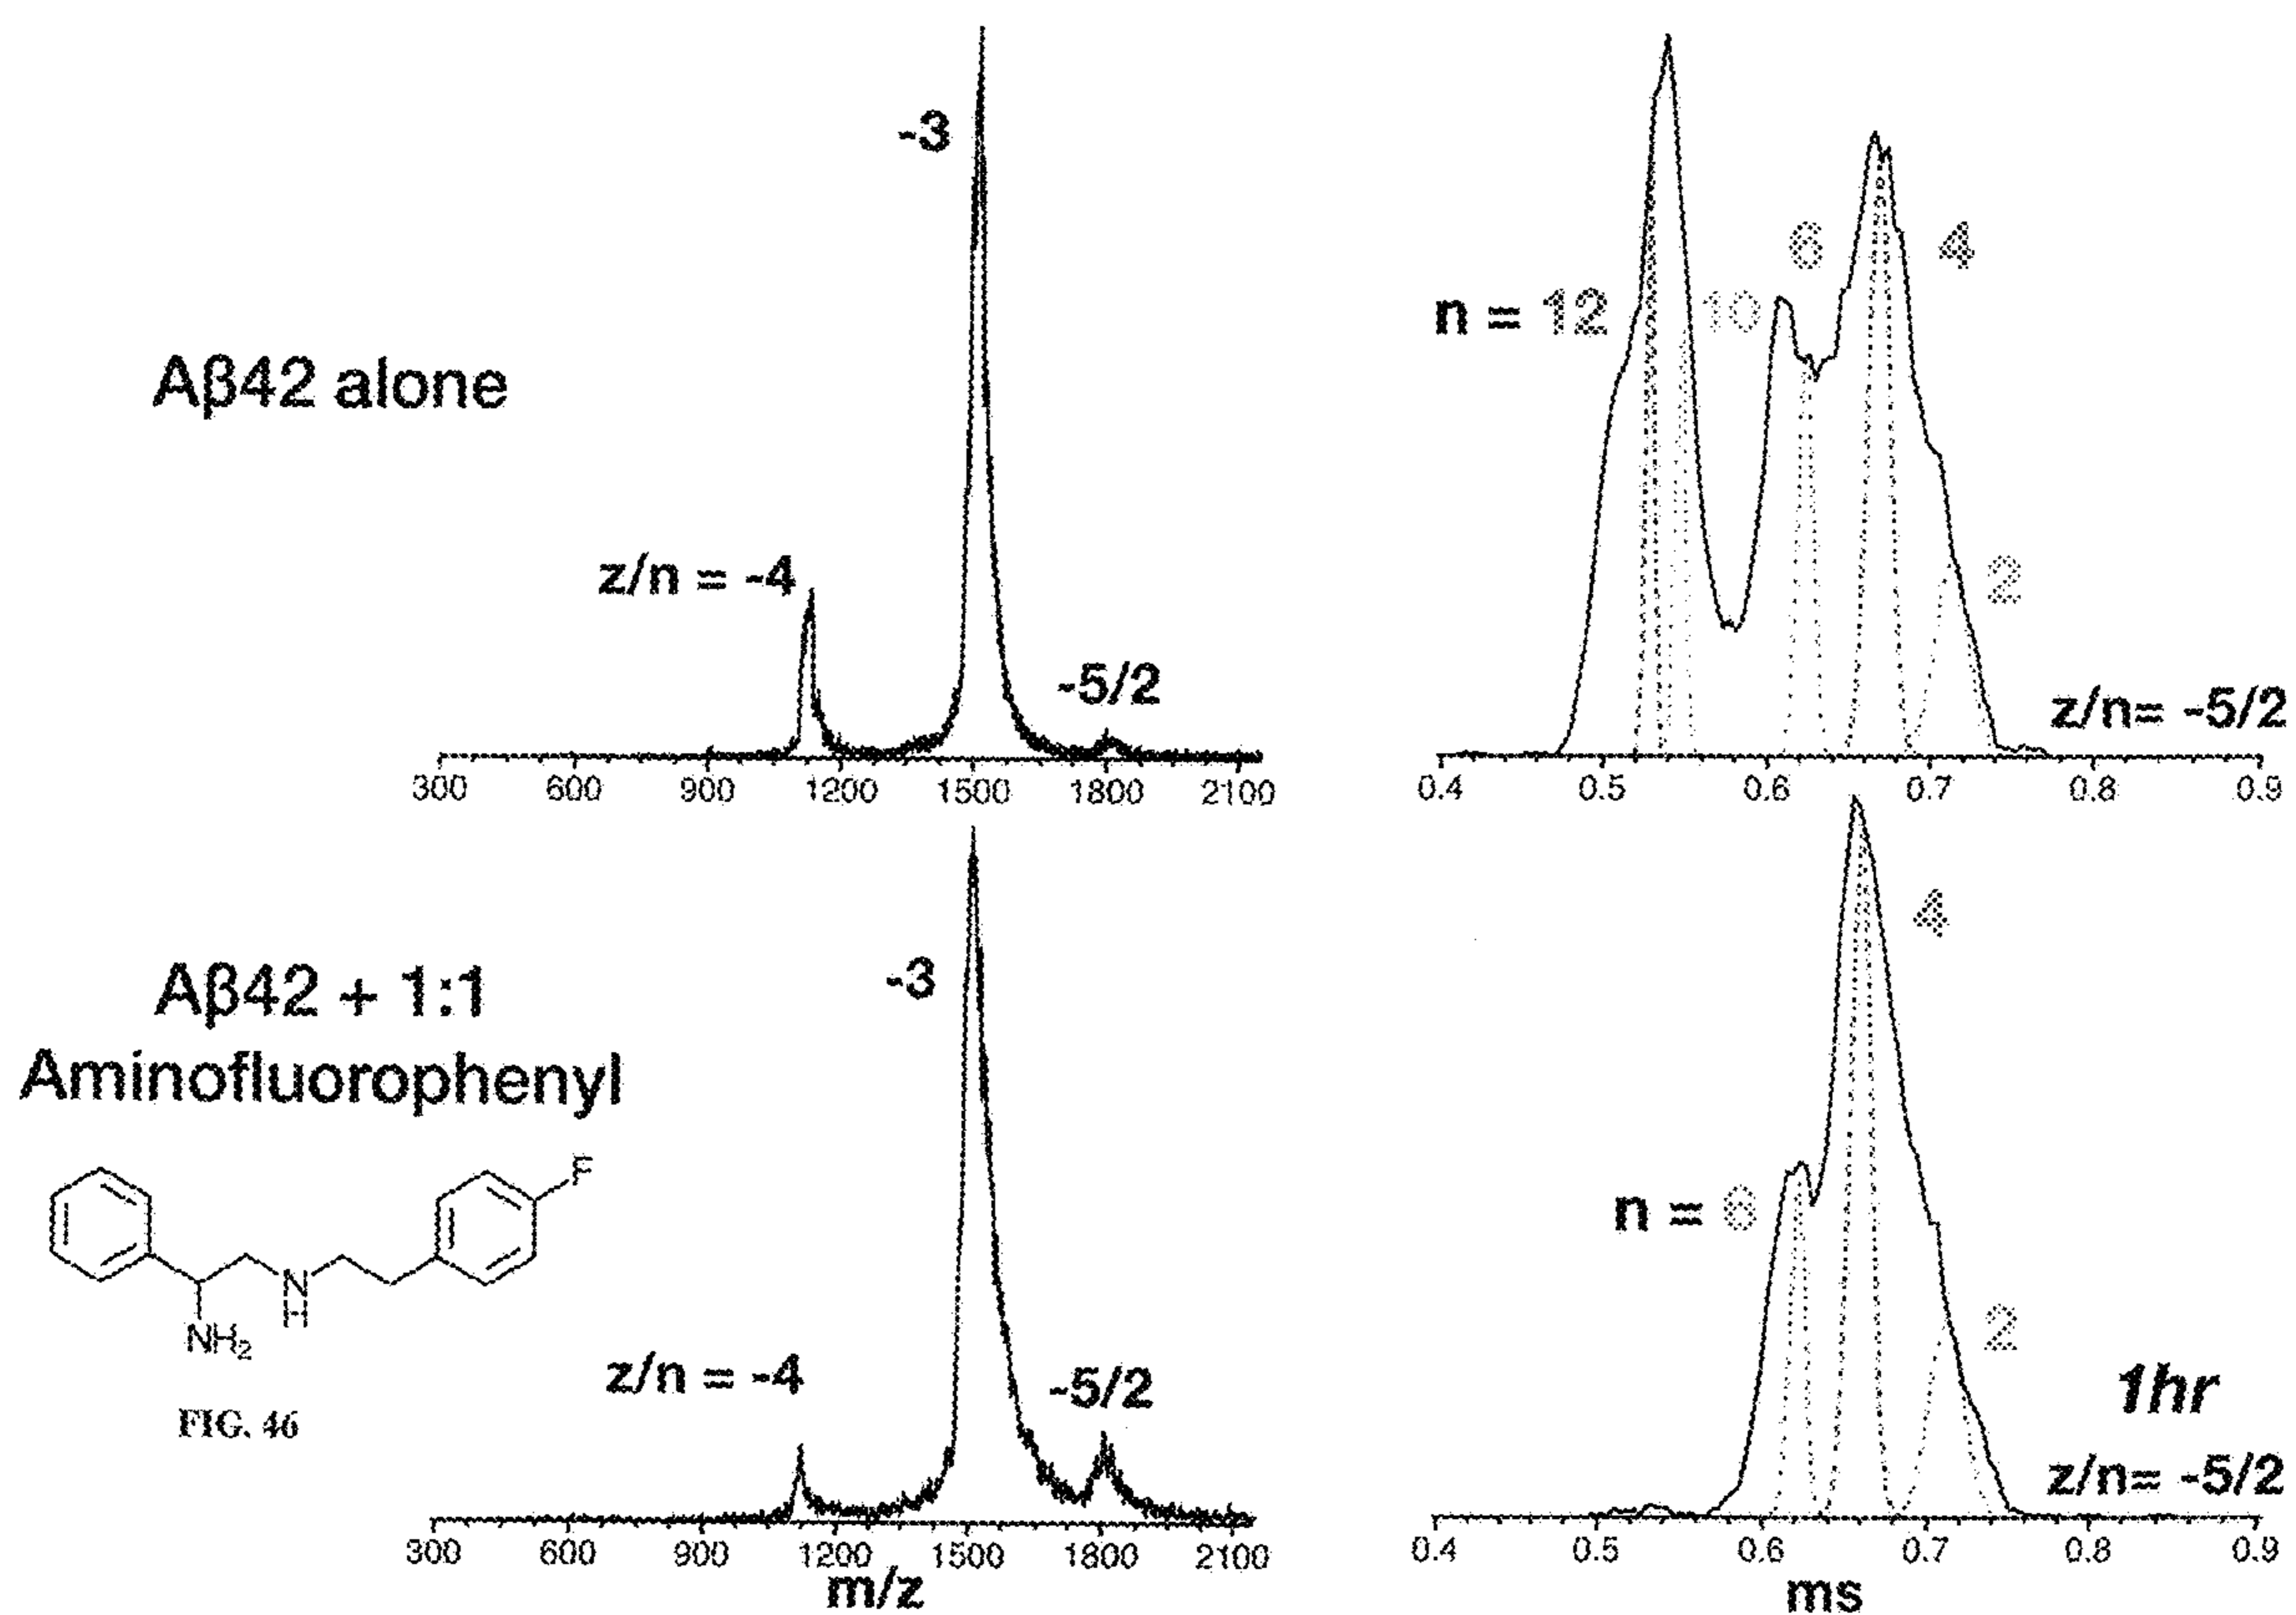 -3
Aβ42 alone
z/n = -4
-5/2
300 600 900 1200 1500 1800 2100
n = 12
10
6
4
2
z/n= -5/2
0.4 0.5 0.6 0.7 0.8 0.9
Aβ42 + 1:1
Aminofluorophenyl
F
N
H
NH₂
FIG. 46
-3
z/n = -4
-5/2
300 600 900 1200 1500 1800 2100
m/z
4
n = 6
2
1hr
z/n= -5/2
0.4 0.5 0.6 0.7 0.8 0.9
ms